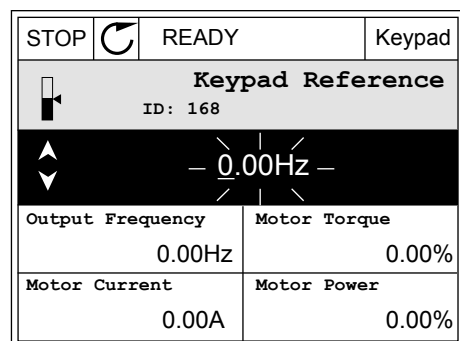 STOP READY Keypad
Keypad Reference
ID: 168
0.00Hz
Output Frequency Motor Torque
0.00Hz 0.00%
Motor Current Motor Power
0.00A 0.00%